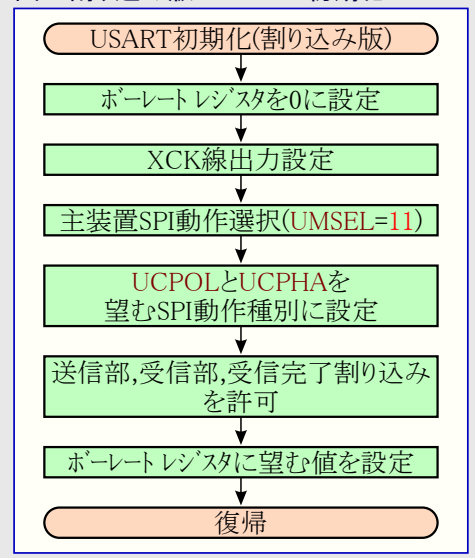 USART初期化(割り込み版)
ﾎﾞｰﾚｰﾄ ﾚｼﾞｽﾀを0に設定
XCK線出力設定
主装置SPI動作選択(UMSEL=11)
UCPOLとUCPHAを
望むSPI動作種別に設定
送信部,受信部,受信完了割り込み
を許可
ﾎﾞｰﾚｰﾄ ﾚｼﾞｽﾀに望む値を設定
復帰